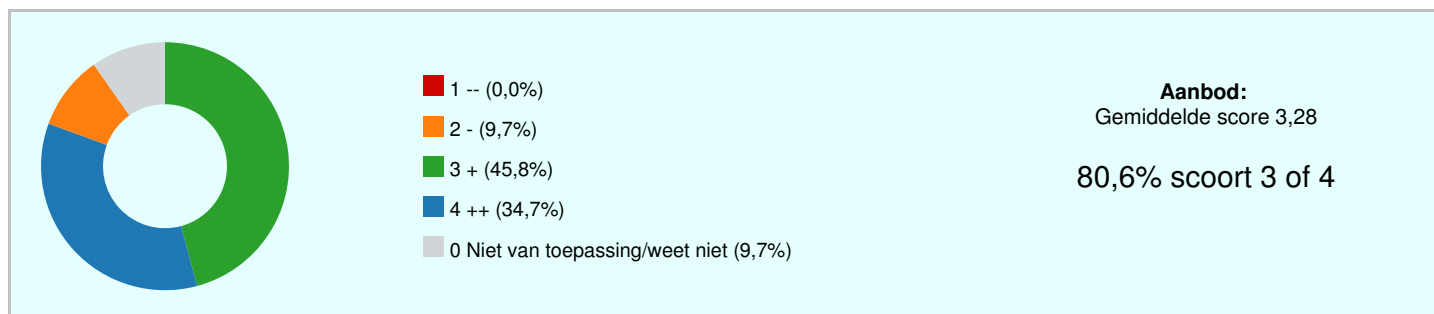 1 -- (0,0%)
2 - (9,7%)
3 + (45,8%)
4 ++ (34,7%)
0 Niet van toepassing/weet niet (9,7%)
Aanbod:
Gemiddelde score 3,28
80,6% scoort 3 of 4